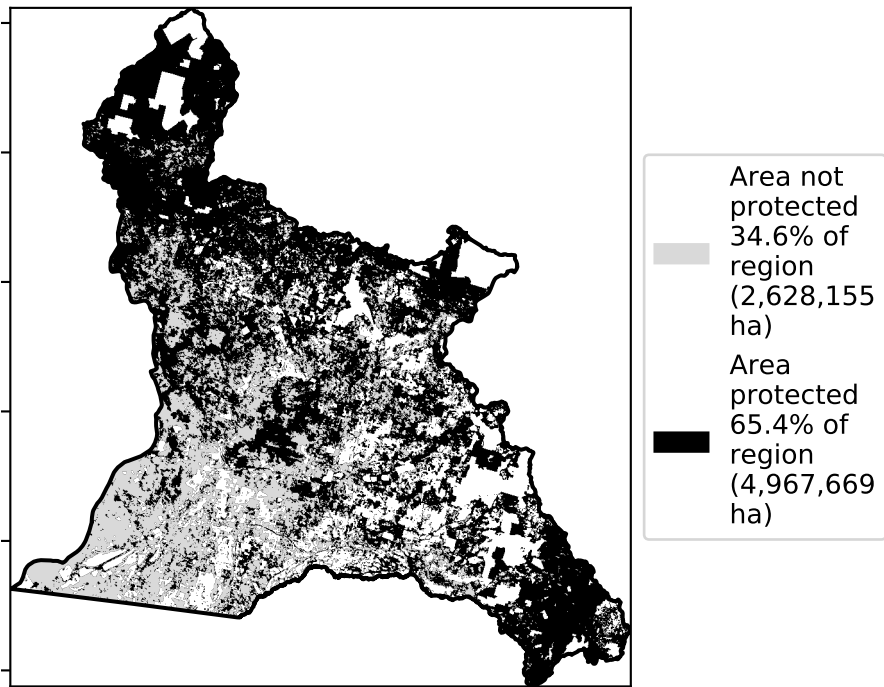 Area not
protected
34.6% of
region
(2,628,155
ha)
Area
protected
65.4% of
region
(4,967,669
ha)